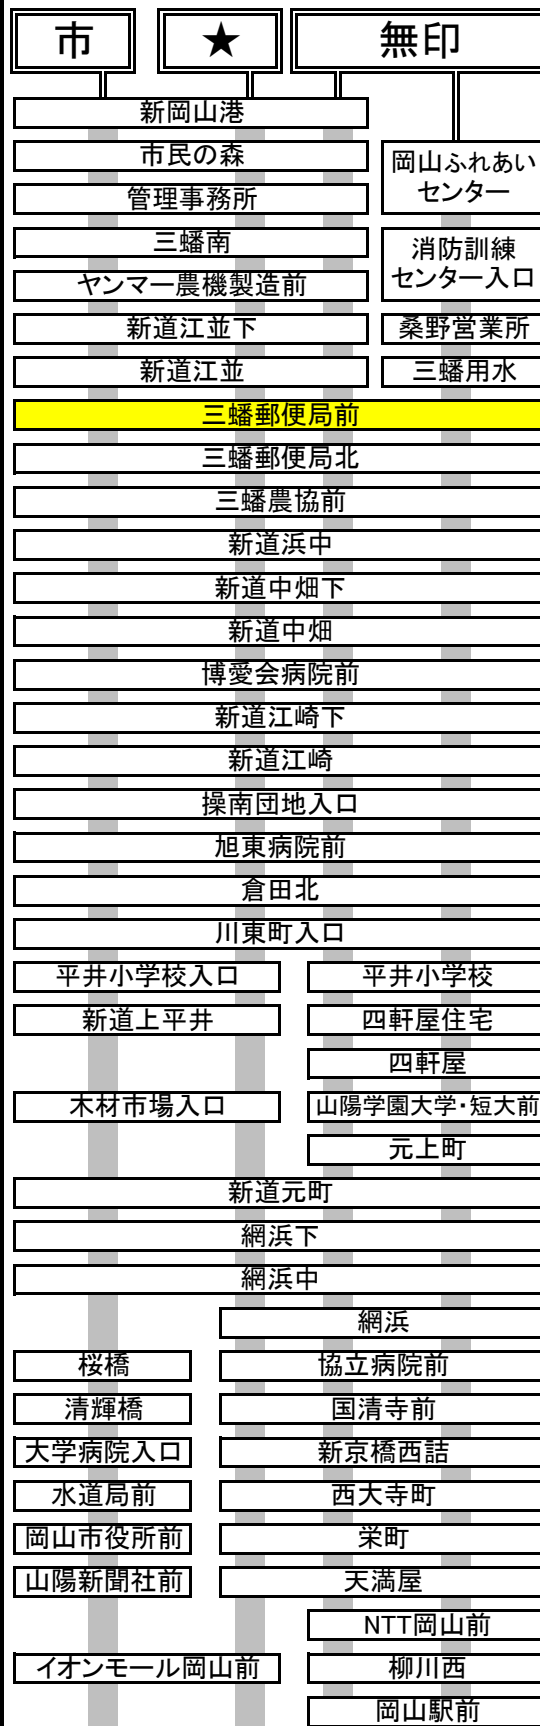 市
★
無印
新岡山港
市民の森
岡山ふれあい
センター
管理事務所
三蟠南
消防訓練
センター入口
ヤンマー農機製造前
新道江並下
桑野営業所
新道江並
三蟠用水
三蟠郵便局前
三蟠郵便局北
三蟠農協前
新道浜中
新道中畑下
新道中畑
博愛会病院前
新道江崎下
新道江崎
操南団地入口
旭東病院前
倉田北
川東町入口
平井小学校入口
平井小学校
新道上平井
四軒屋住宅
四軒屋
木材市場入口
山陽学園大学・短大前
元上町
新道元町
網浜下
網浜中
網浜
桜橋
協立病院前
清輝橋
国清寺前
大学病院入口
新京橋西詰
水道局前
西大寺町
岡山市役所前
栄町
山陽新聞社前
天満屋
NTT岡山前
イオンモール岡山前
柳川西
岡山駅前